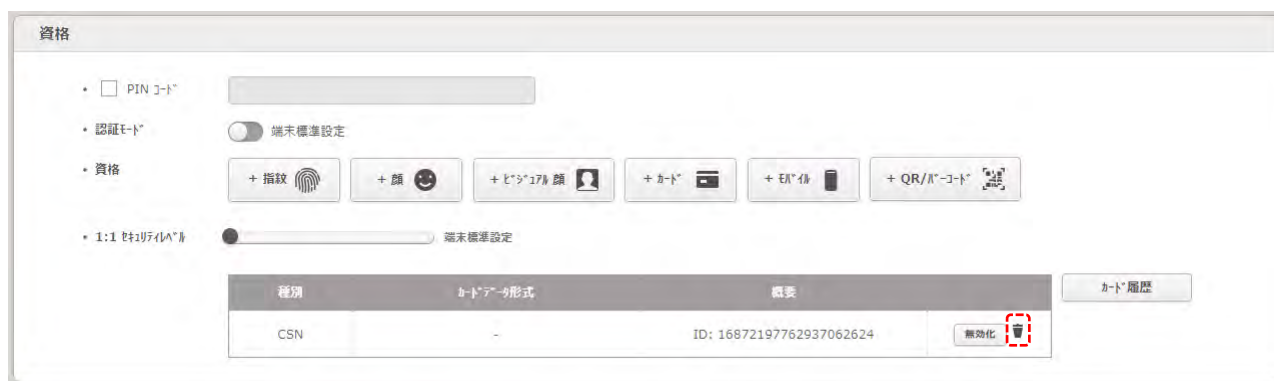 資格
• PIN ｺｰﾄﾞ
• 認証ﾓｰﾄﾞ 端末標準設定
• 資格 + 指紋 + 顔 + ﾋﾞｼﾞｭｱﾙ 顔 + ｶｰﾄﾞ + ﾓﾊﾞｲﾙ + QR/ﾊﾞｰｺｰﾄﾞ
• 1:1 ｾｷｭﾘﾃｨﾚﾍﾞﾙ 端末標準設定
種別 ｶｰﾄﾞﾃﾞｰﾀ形式 概要 ｶｰﾄﾞ履歴
CSN - ID: 16872197762937062624 無効化